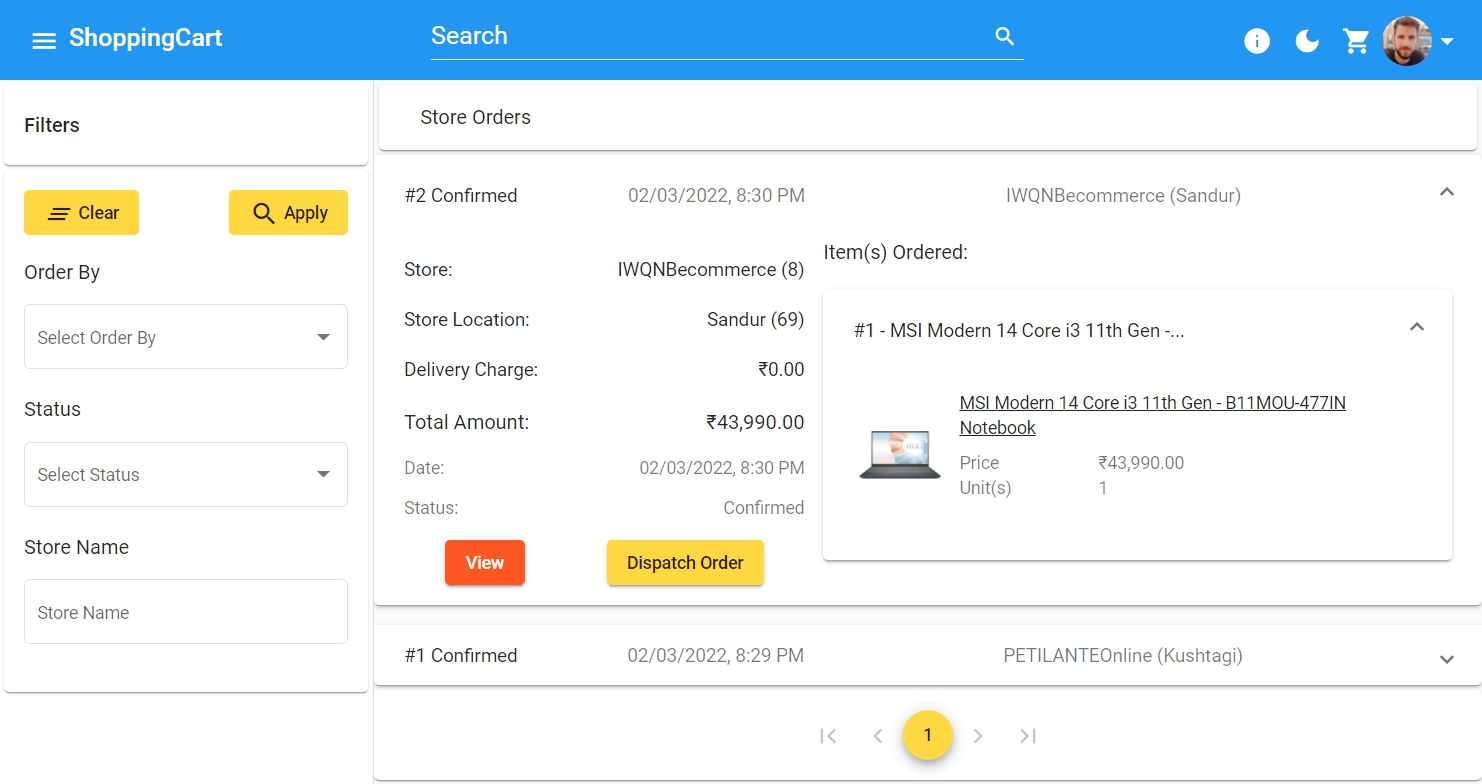 ShoppingCart
Search
Filters
Clear
Apply
Order By
Select Order By
Status
Select Status
Store Name
Store Name
Store Orders
#2 Confirmed 02/03/2022, 8:30 PM IWQNBecommerce (Sandur)
Store: IWQNBecommerce (8)
Store Location: Sandur (69)
Delivery Charge: ₹0.00
Total Amount: ₹43,990.00
Date: 02/03/2022, 8:30 PM
Status: Confirmed
View
Dispatch Order
Item(s) Ordered:
#1 - MSI Modern 14 Core i3 11th Gen -...
MSI Modern 14 Core i3 11th Gen - B11MOU-477IN
Notebook
Price ₹43,990.00
Unit(s) 1
#1 Confirmed 02/03/2022, 8:29 PM PETILANTEOnline (Kushtagi)
1